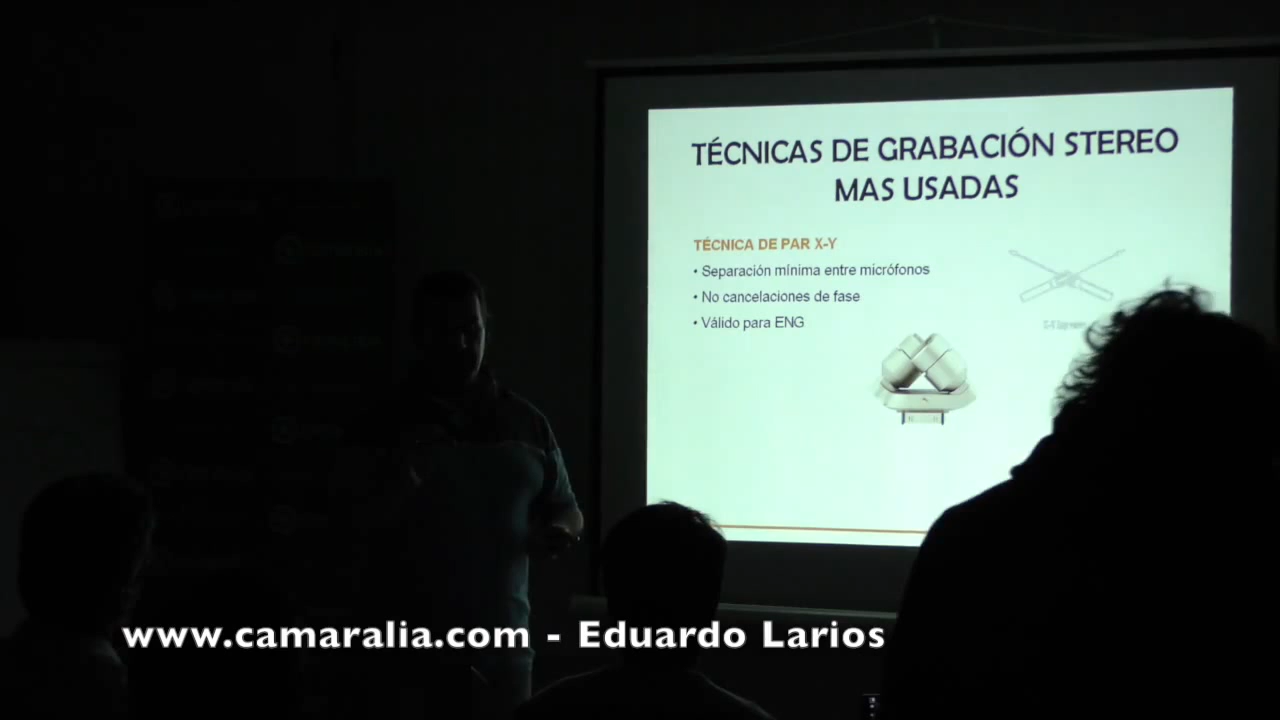 TÉCNICAS DE GRABACIÓN STEREO
MAS USADAS
TÉCNICA DE PAR X-Y
• Separación mínima entre micrófonos
• No cancelaciones de fase
• Válido para ENG
www.camaralia.com - Eduardo Larios